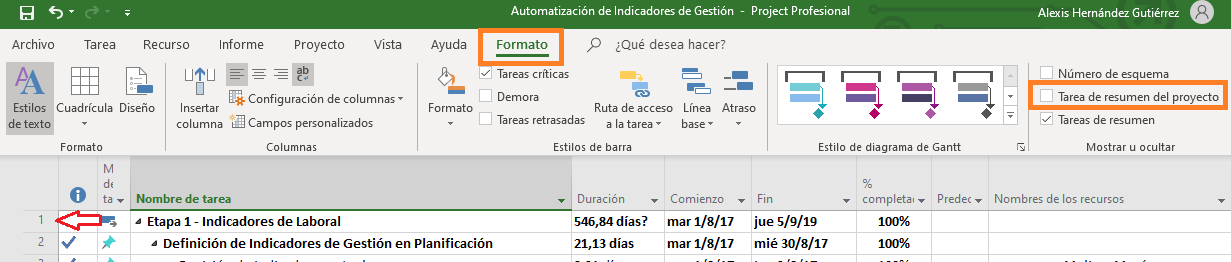 Automatización de Indicadores de Gestión - Project Profesional
Alexis Hernández Gutiérrez
Archivo Tarea Recurso Informe Proyecto Vista Ayuda Formato ¿Qué desea hacer?
Estilos de texto
Cuadrícula
Diseño
Formato
Insertar columna
Configuración de columnas
Campos personalizados
Columnas
Formato
Tareas críticas
Demora
Tareas retrasadas
Ruta de acceso a la tarea
Línea base
Atraso
Estilos de barra
Estilo de diagrama de Gantt
Número de esquema
Tarea de resumen del proyecto
Tareas de resumen
Mostrar u ocultar
M de ta
Nombre de tarea Duración Comienzo Fin % completado Predec Nombres de los recursos
1 Etapa 1 - Indicadores de Laboral 546,84 días? mar 1/8/17 jue 5/9/19 100%
2 Definición de Indicadores de Gestión en Planificación 21,13 días mar 1/8/17 mié 30/8/17 100%